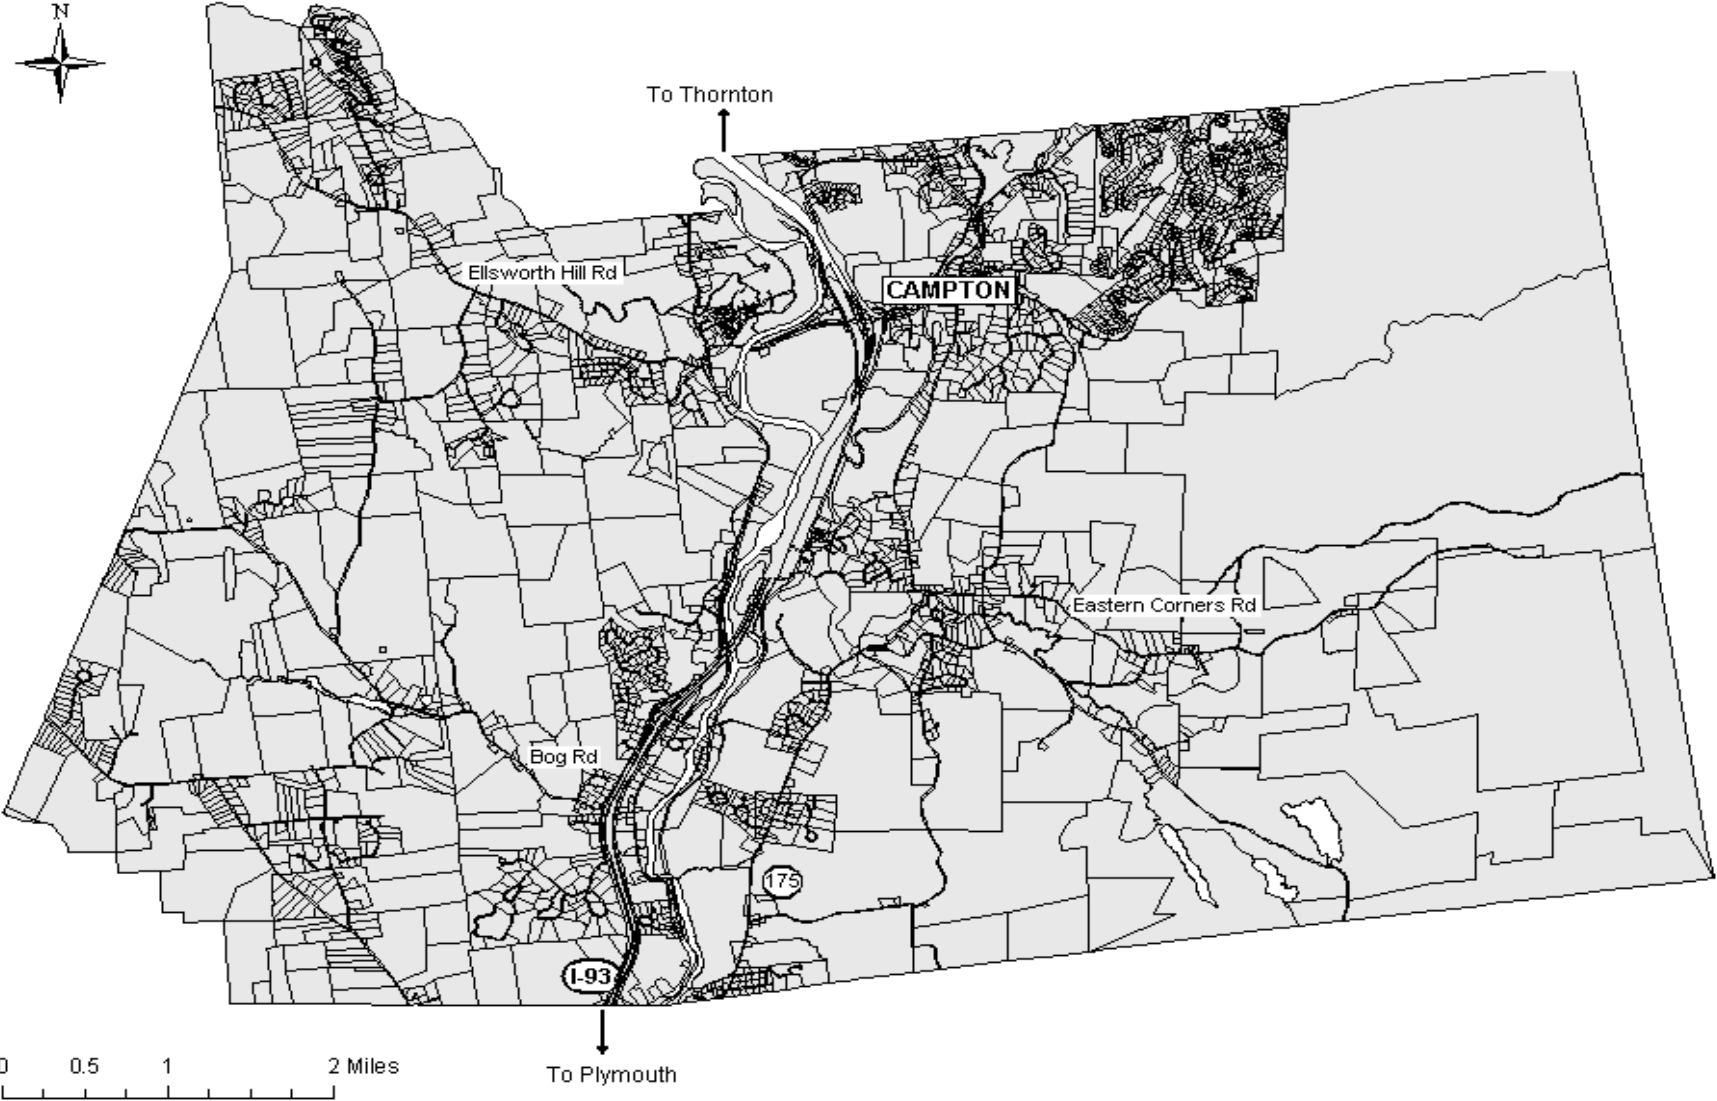 N
To Thornton
Ellsworth Hill Rd
CAMPTON
Eastern Corners Rd
Bog Rd
175
I-93
0 0.5 1 2 Miles
To Plymouth